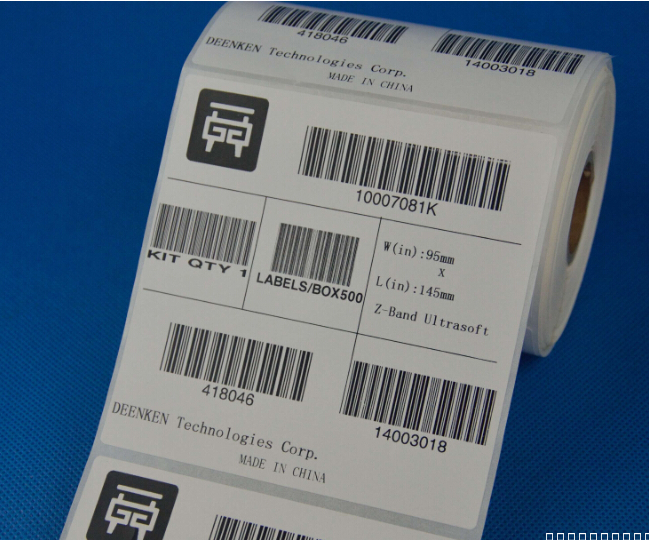 418046
14003018
DEENKEN Technologies Corp.
MADE IN CHINA
10007081K
KIT QTY 1
LABELS/BOX500
W(in):95mm
x
L(in):145mm
Z-Band Ultrasoft
418046
14003018
DEENKEN Technologies Corp.
MADE IN CHINA